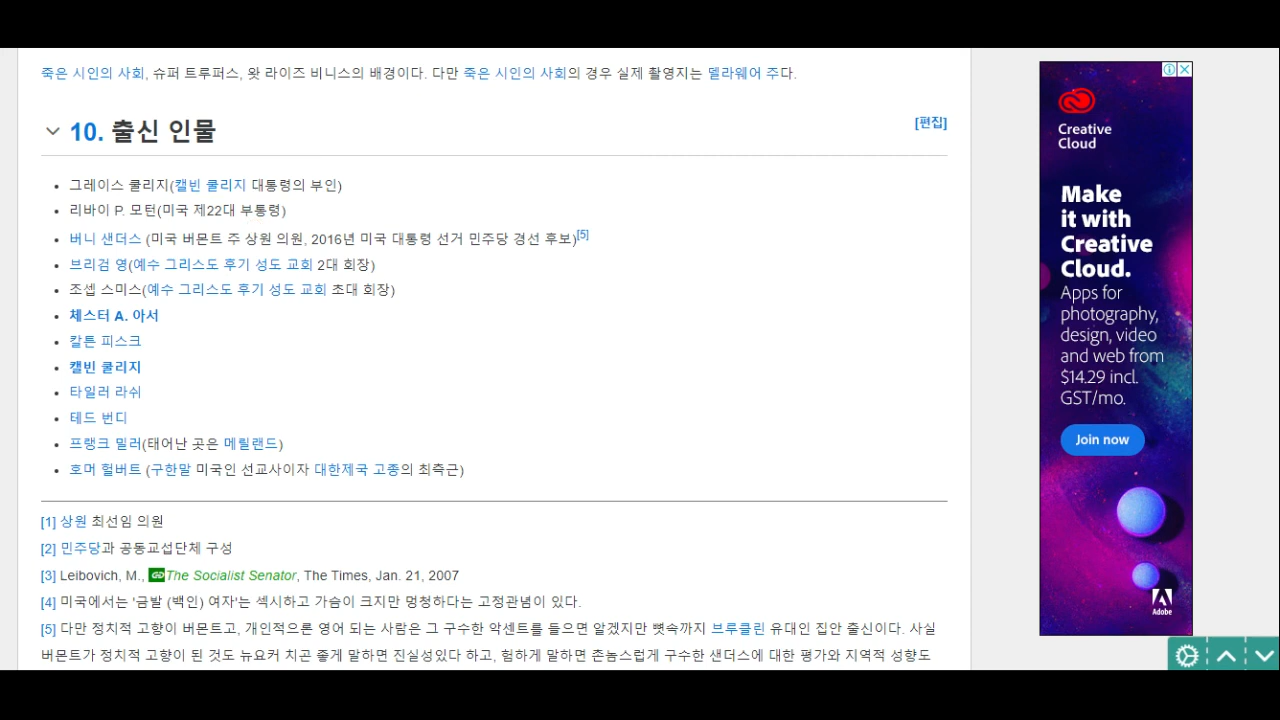 죽은 시인의 사회, 슈퍼 트루퍼스, 왓 라이즈 비니스의 배경이다. 다만 죽은 시인의 사회의 경우 실제 촬영지는 델라웨어 주다.
10. 출신 인물
[편집]
그레이스 쿨리지(캘빈 쿨리지 대통령의 부인)
리바이 P. 모턴(미국 제22대 부통령)
버니 샌더스 (미국 버몬트 주 상원 의원, 2016년 미국 대통령 선거 민주당 경선 후보)[5]
브리검 영(예수 그리스도 후기 성도 교회 2대 회장)
조셉 스미스(예수 그리스도 후기 성도 교회 초대 회장)
체스터 A. 아서
칼튼 피스크
캘빈 쿨리지
타일러 라쉬
테드 번디
프랭크 밀러(태어난 곳은 메릴랜드)
호머 헐버트 (구한말 미국인 선교사이자 대한제국 고종의 최측근)
[1] 상원 최선임 의원
[2] 민주당과 공동교섭단체 구성
[3] Leibovich, M., The Socialist Senator, The Times, Jan. 21, 2007
[4] 미국에서는 '금발 (백인) 여자'는 섹시하고 가슴이 크지만 멍청하다는 고정관념이 있다.
[5] 다만 정치적 고향이 버몬트고, 개인적으론 영어 되는 사람은 그 구수한 악센트를 들으면 알겠지만 뼛속까지 브루클린 유대인 집안 출신이다. 사실
버몬트가 정치적 고향이 된 것도 뉴요커 치곤 좋게 말하면 진실성있다 하고, 험하게 말하면 촌놈스럽게 구수한 샌더스에 대한 평가와 지역적 성향도
Creative
Cloud
Make
it with
Creative
Cloud.
Apps for
photography,
design, video
and web from
$14.29 incl.
GST/mo.
Join now
Adobe